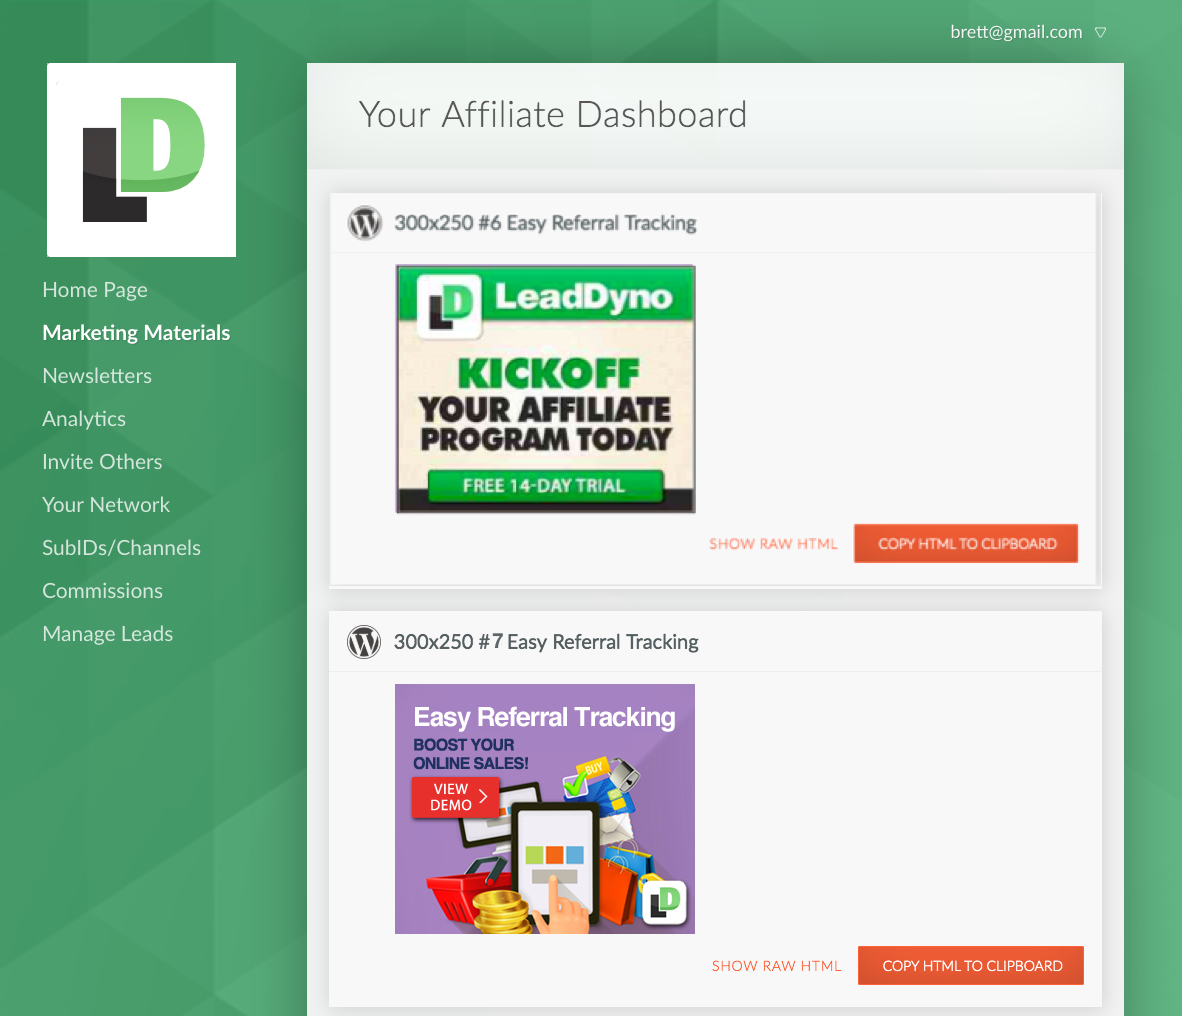 brett@gmail.com
LD
Home Page
Marketing Materials
Newsletters
Analytics
Invite Others
Your Network
SubIDs/Channels
Commissions
Manage Leads
Your Affiliate Dashboard
300x250 #6 Easy Referral Tracking
LD LeadDyno
KICKOFF
YOUR AFFILIATE
PROGRAM TODAY
FREE 14-DAY TRIAL
SHOW RAW HTML COPY HTML TO CLIPBOARD
300x250 #7 Easy Referral Tracking
Easy Referral Tracking
BOOST YOUR
ONLINE SALES!
BUY
VIEW
DEMO
LD
SHOW RAW HTML COPY HTML TO CLIPBOARD